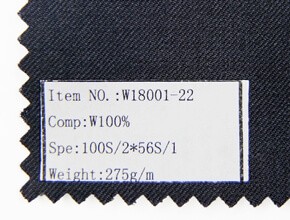 Item NO.:W18001-22
Comp:W100%
Spe:100S/2*56S/1
Weight:275g/m